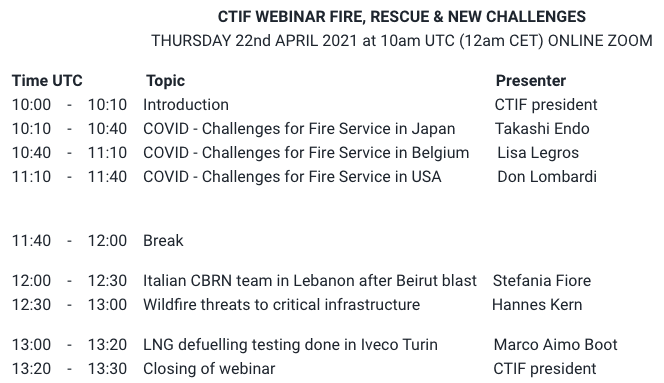 CTIF WEBINAR FIRE, RESCUE & NEW CHALLENGES
THURSDAY 22nd APRIL 2021 at 10am UTC (12am CET) ONLINE ZOOM
Time UTC Topic Presenter
10:00 - 10:10 Introduction CTIF president
10:10 - 10:40 COVID - Challenges for Fire Service in Japan Takashi Endo
10:40 - 11:10 COVID - Challenges for Fire Service in Belgium Lisa Legros
11:10 - 11:40 COVID - Challenges for Fire Service in USA Don Lombardi
11:40 - 12:00 Break
12:00 - 12:30 Italian CBRN team in Lebanon after Beirut blast Stefania Fiore
12:30 - 13:00 Wildfire threats to critical infrastructure Hannes Kern
13:00 - 13:20 LNG defuelling testing done in Iveco Turin Marco Aimo Boot
13:20 - 13:30 Closing of webinar CTIF president